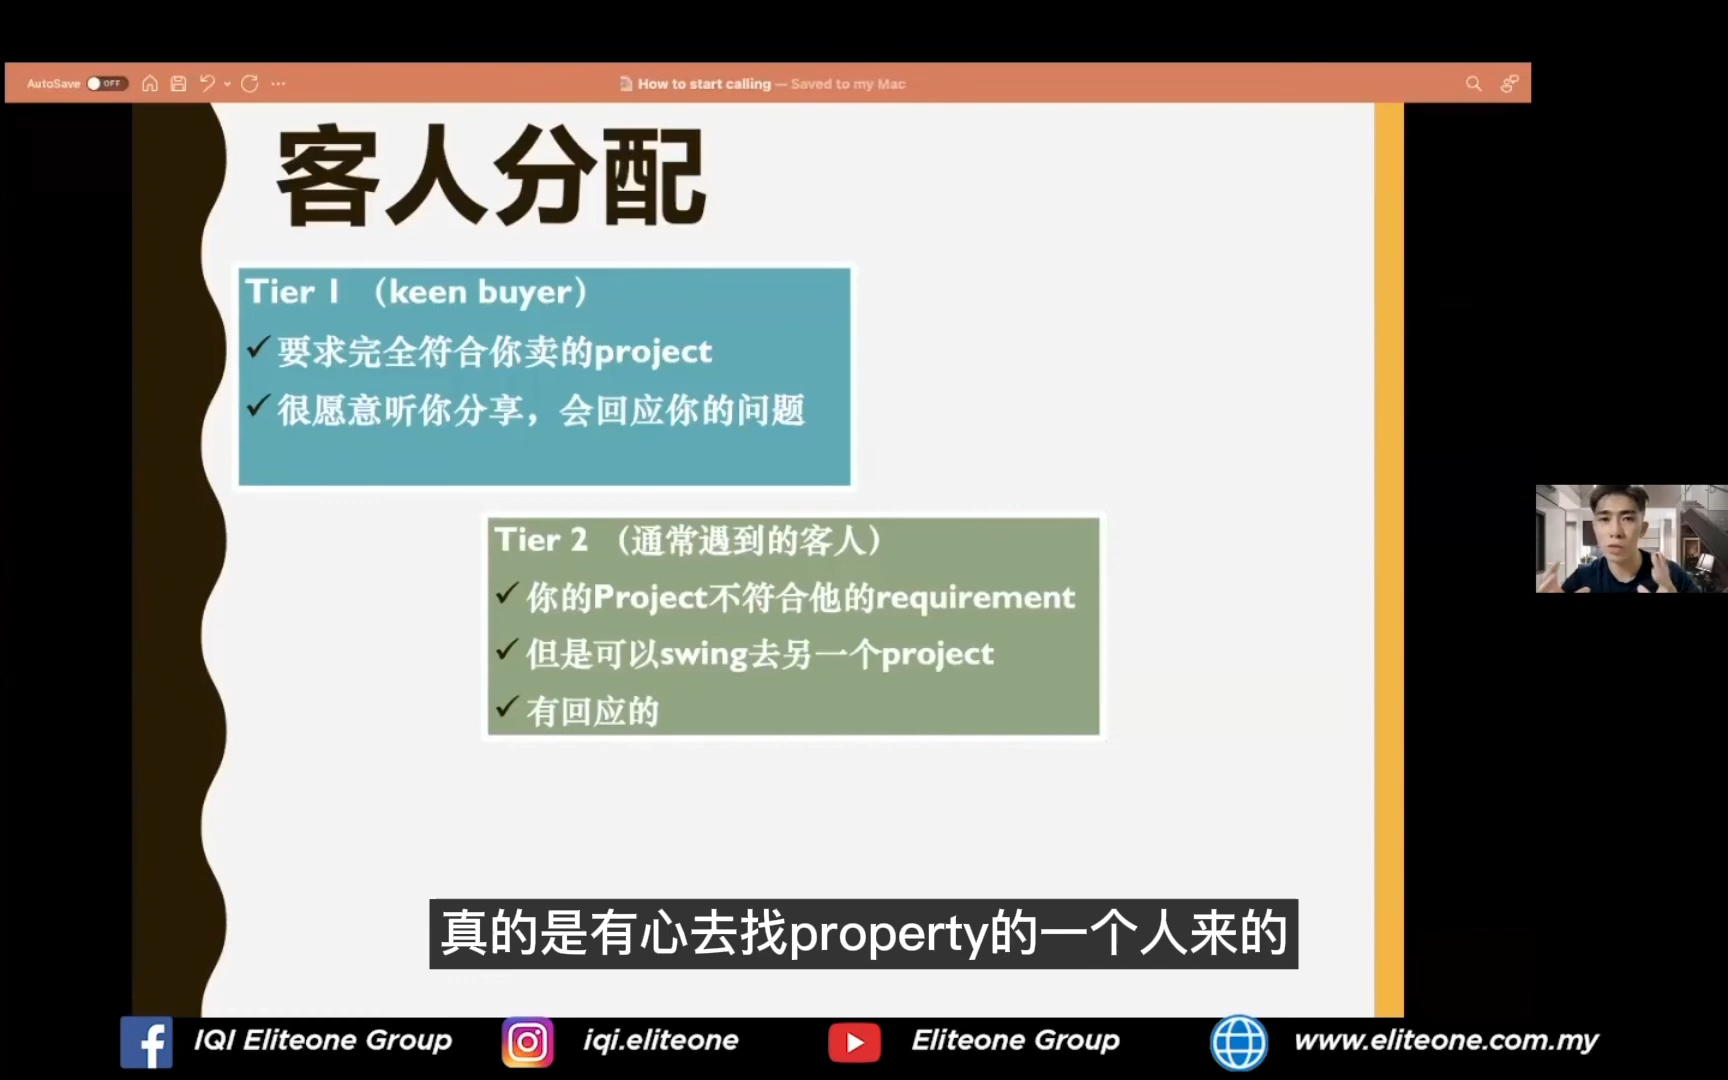 AutoSave OFF
How to start calling — Saved to my Mac
客人分配
Tier 1 （keen buyer）
✓ 要求完全符合你卖的project
✓ 很愿意听你分享，会回应你的问题
Tier 2 （通常遇到的客人）
✓ 你的Project不符合他的requirement
✓ 但是可以swing去另一个project
✓ 有回应的
真的是有心去找property的一个人来的
IQI Eliteone Group
iqi.eliteone
Eliteone Group
www.eliteone.com.my